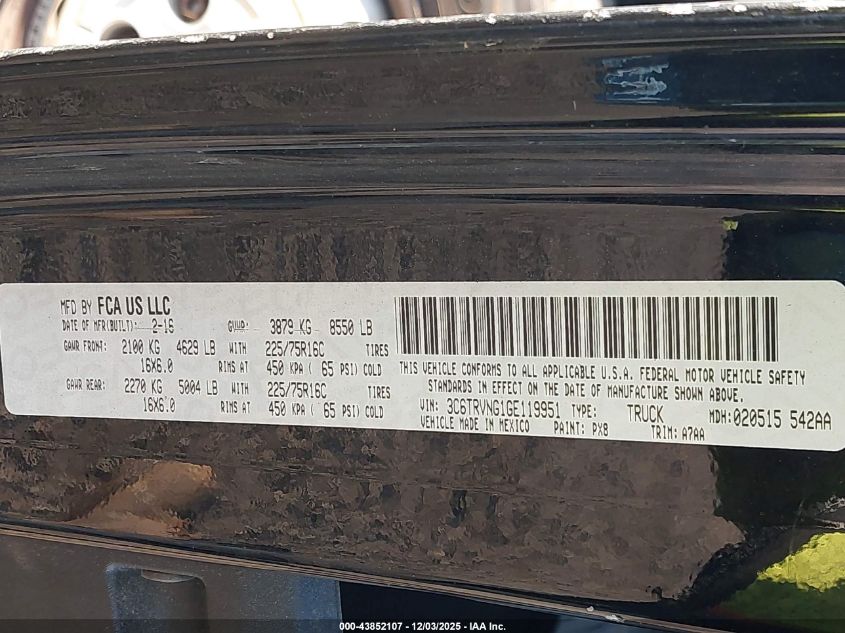 MFD BY FCA US LLC
DATE OF MFR(BUILT): 2-16 GVWR: 3879 KG 8550 LB
GAWR FRONT: 2100 KG 4629 LB WITH 225/75R16C TIRES
16X6.0 RIMS AT 450 KPA ( 65 PSI) COLD
GAWR REAR: 2270 KG 5004 LB WITH 225/75R16C TIRES
16X6.0 RIMS AT 450 KPA ( 65 PSI) COLD
THIS VEHICLE CONFORMS TO ALL APPLICABLE U.S.A. FEDERAL MOTOR VEHICLE SAFETY
STANDARDS IN EFFECT ON THE DATE OF MANUFACTURE SHOWN ABOVE.
VIN: 3C6TRVNG1GE119951 TYPE: TRUCK MDH:020515 542AA
VEHICLE MADE IN MEXICO PAINT: PX8 TRIM: A7AA
000-43852107 - 12/03/2025 - IAA Inc.